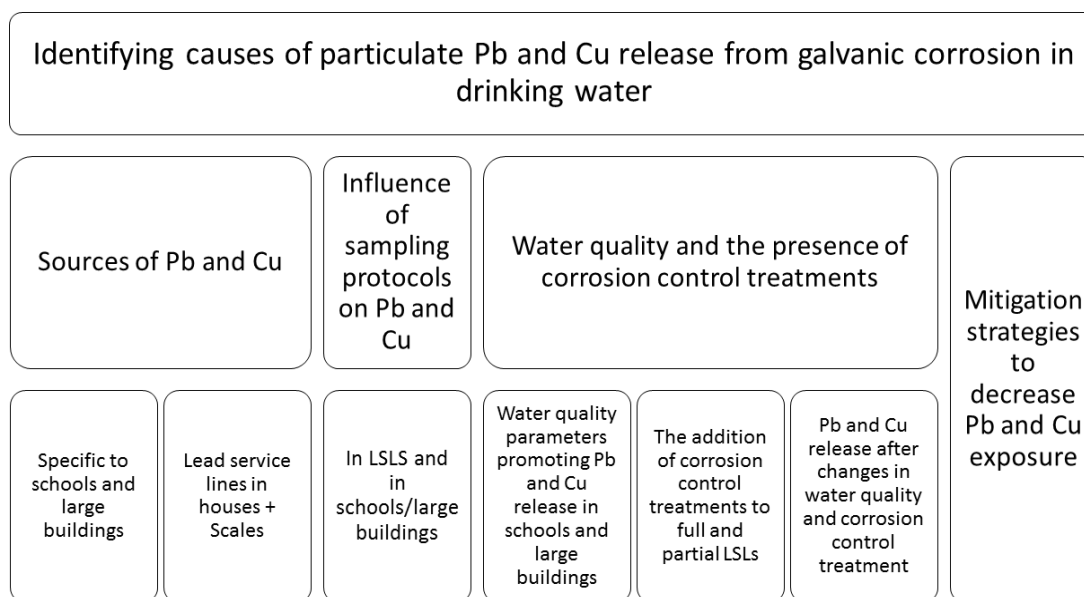 Identifying causes of particulate Pb and Cu release from galvanic corrosion in
drinking water
Sources of Pb and Cu
Influence
of
sampling
protocols
on Pb and
Cu
Water quality and the presence of
corrosion control treatments
Mitigation
strategies
to
decrease
Pb and Cu
exposure
Specific to
schools and
large
buildings
Lead service
lines in
houses +
Scales
In LSLS and
in
schools/large
buildings
Water quality
parameters
promoting Pb
and Cu
release in
schools and
large
buildings
The addition
of corrosion
control
treatments to
full and
partial LSLs
Pb and Cu
release after
changes in
water quality
and corrosion
control
treatment